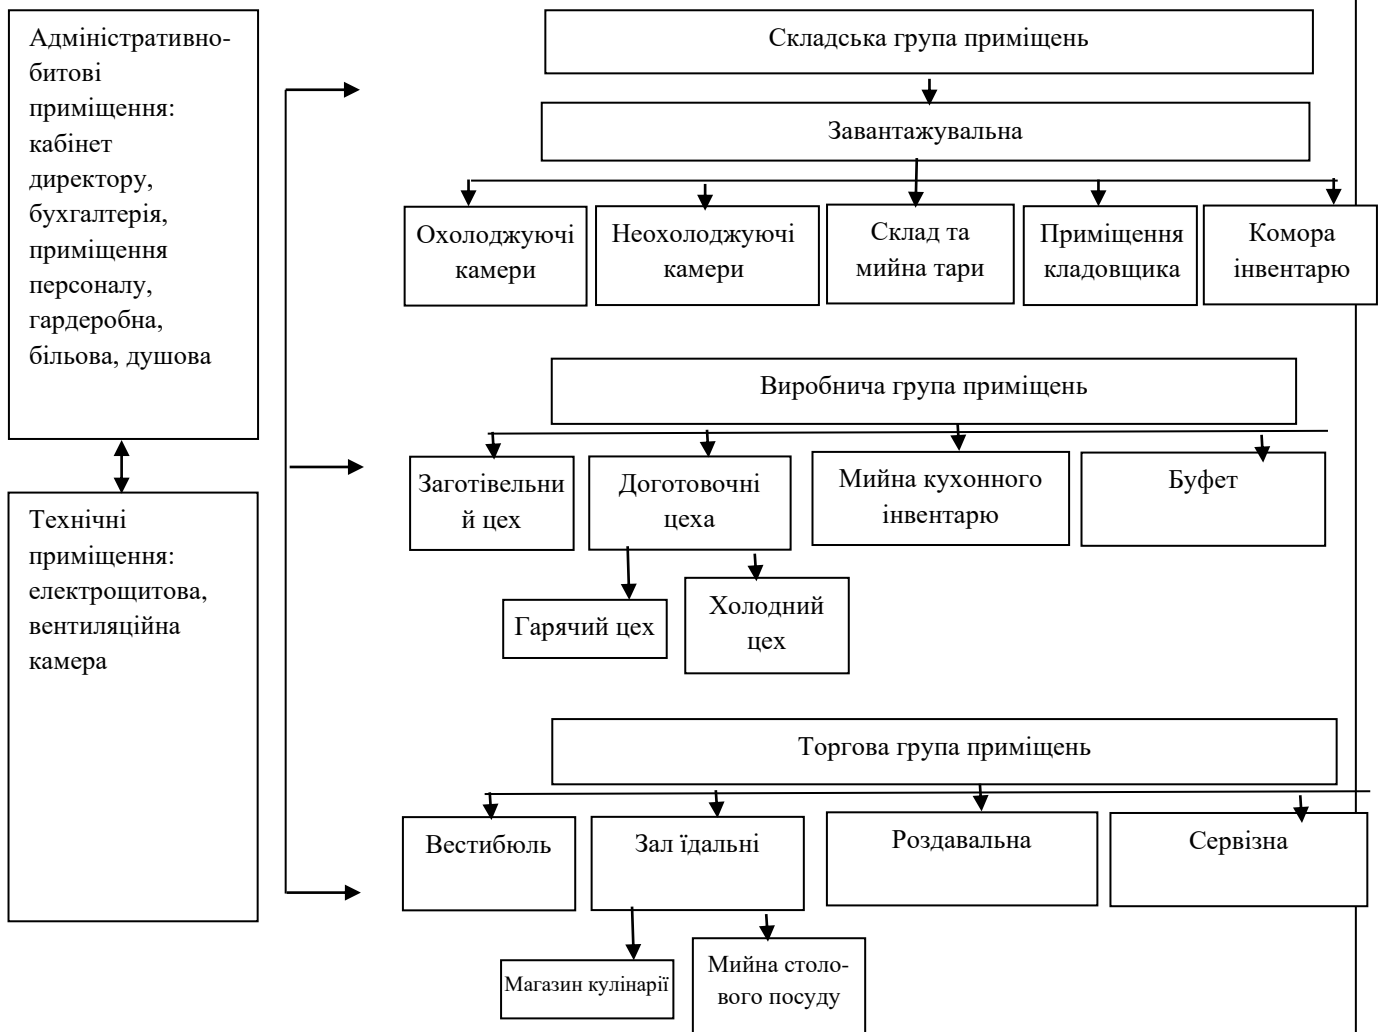 Адміністративно-
битові
приміщення:
кабінет
директору,
бухгалтерія,
приміщення
персоналу,
гардеробна,
більова, душова
Технічні
приміщення:
електрощитова,
вентиляційна
камера
Складська група приміщень
Завантажувальна
Охолоджуючі
камери
Неохолоджуючі
камери
Склад та
мийна тари
Приміщення
кладовщика
Комора
інвентарю
Виробнича група приміщень
Заготівельни
й цех
Доготовочні
цеха
Мийна кухонного
інвентарю
Буфет
Гарячий цех
Холодний
цех
Торгова група приміщень
Вестибюль
Зал їдальні
Роздавальна
Сервізна
Магазин кулінарії
Мийна столо-
вого посуду